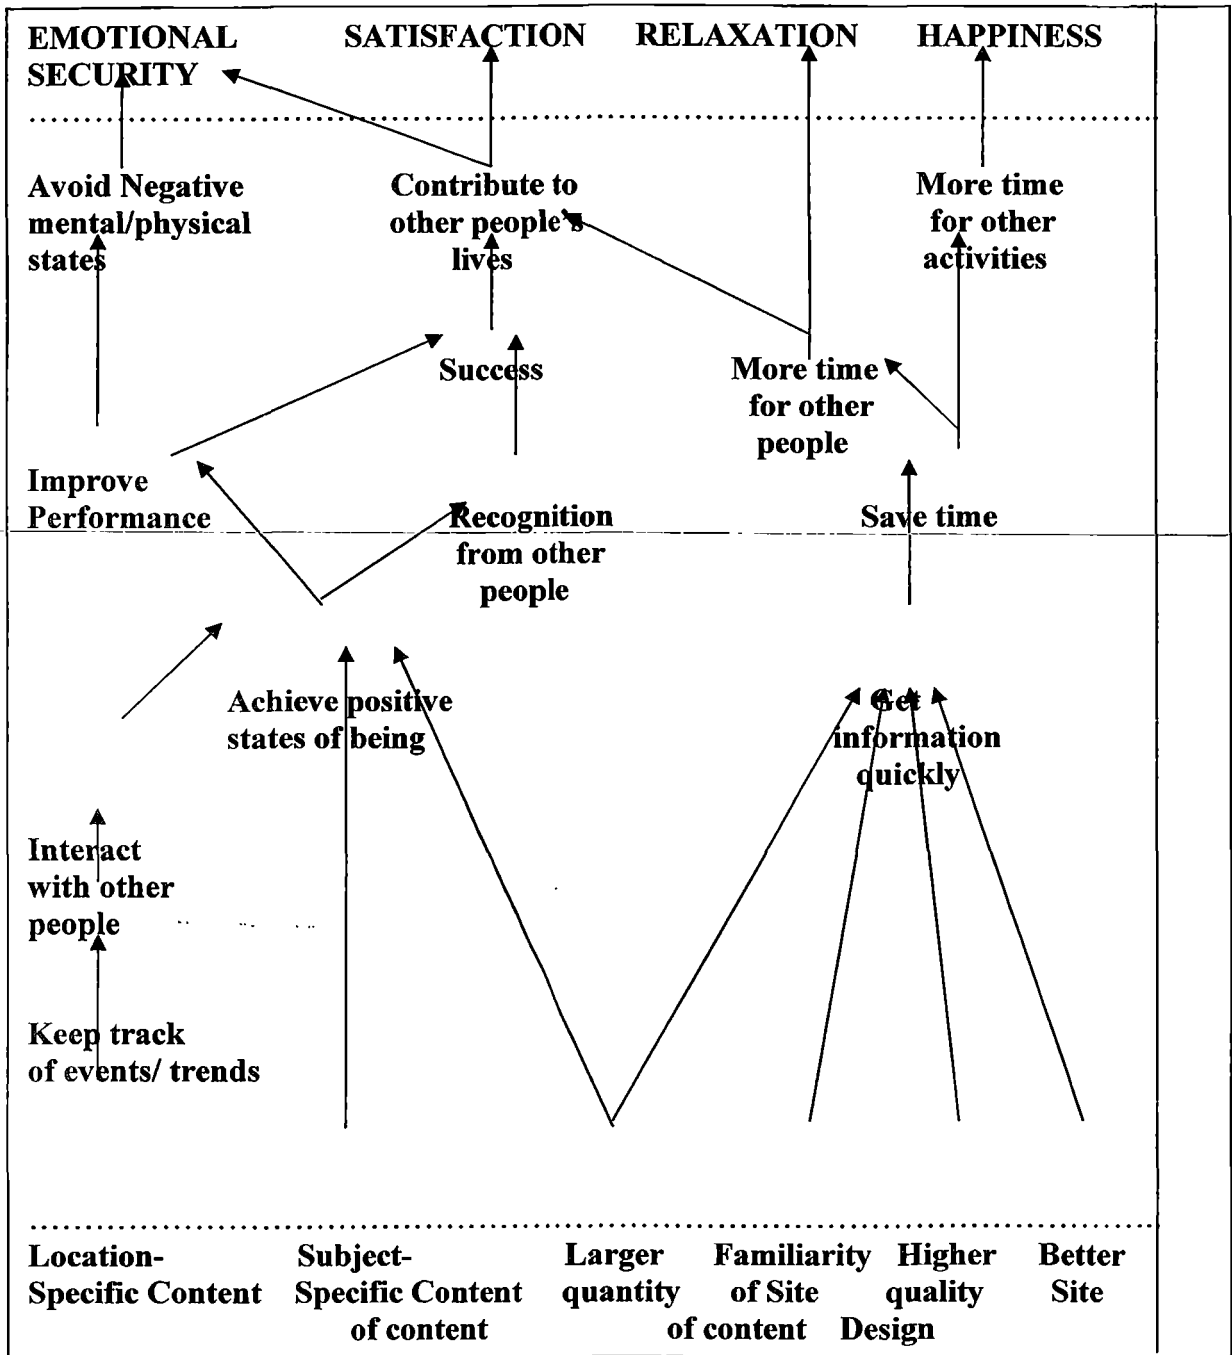 EMOTIONAL SATISFACTION RELAXATION HAPPINESS
SECURITY
Avoid Negative
mental/physical
states
Contribute to
other people's
lives
More time
for other
activities
Success
More time
for other
people
Improve
Performance
Recognition
from other
people
Save time
Achieve positive
states of being
Get
information
quickly
Interact
with other
people
Keep track
of events/ trends
Location- Subject- Larger Familiarity Higher Better
Specific Content Specific Content quantity of Site quality Site
of content of content Design